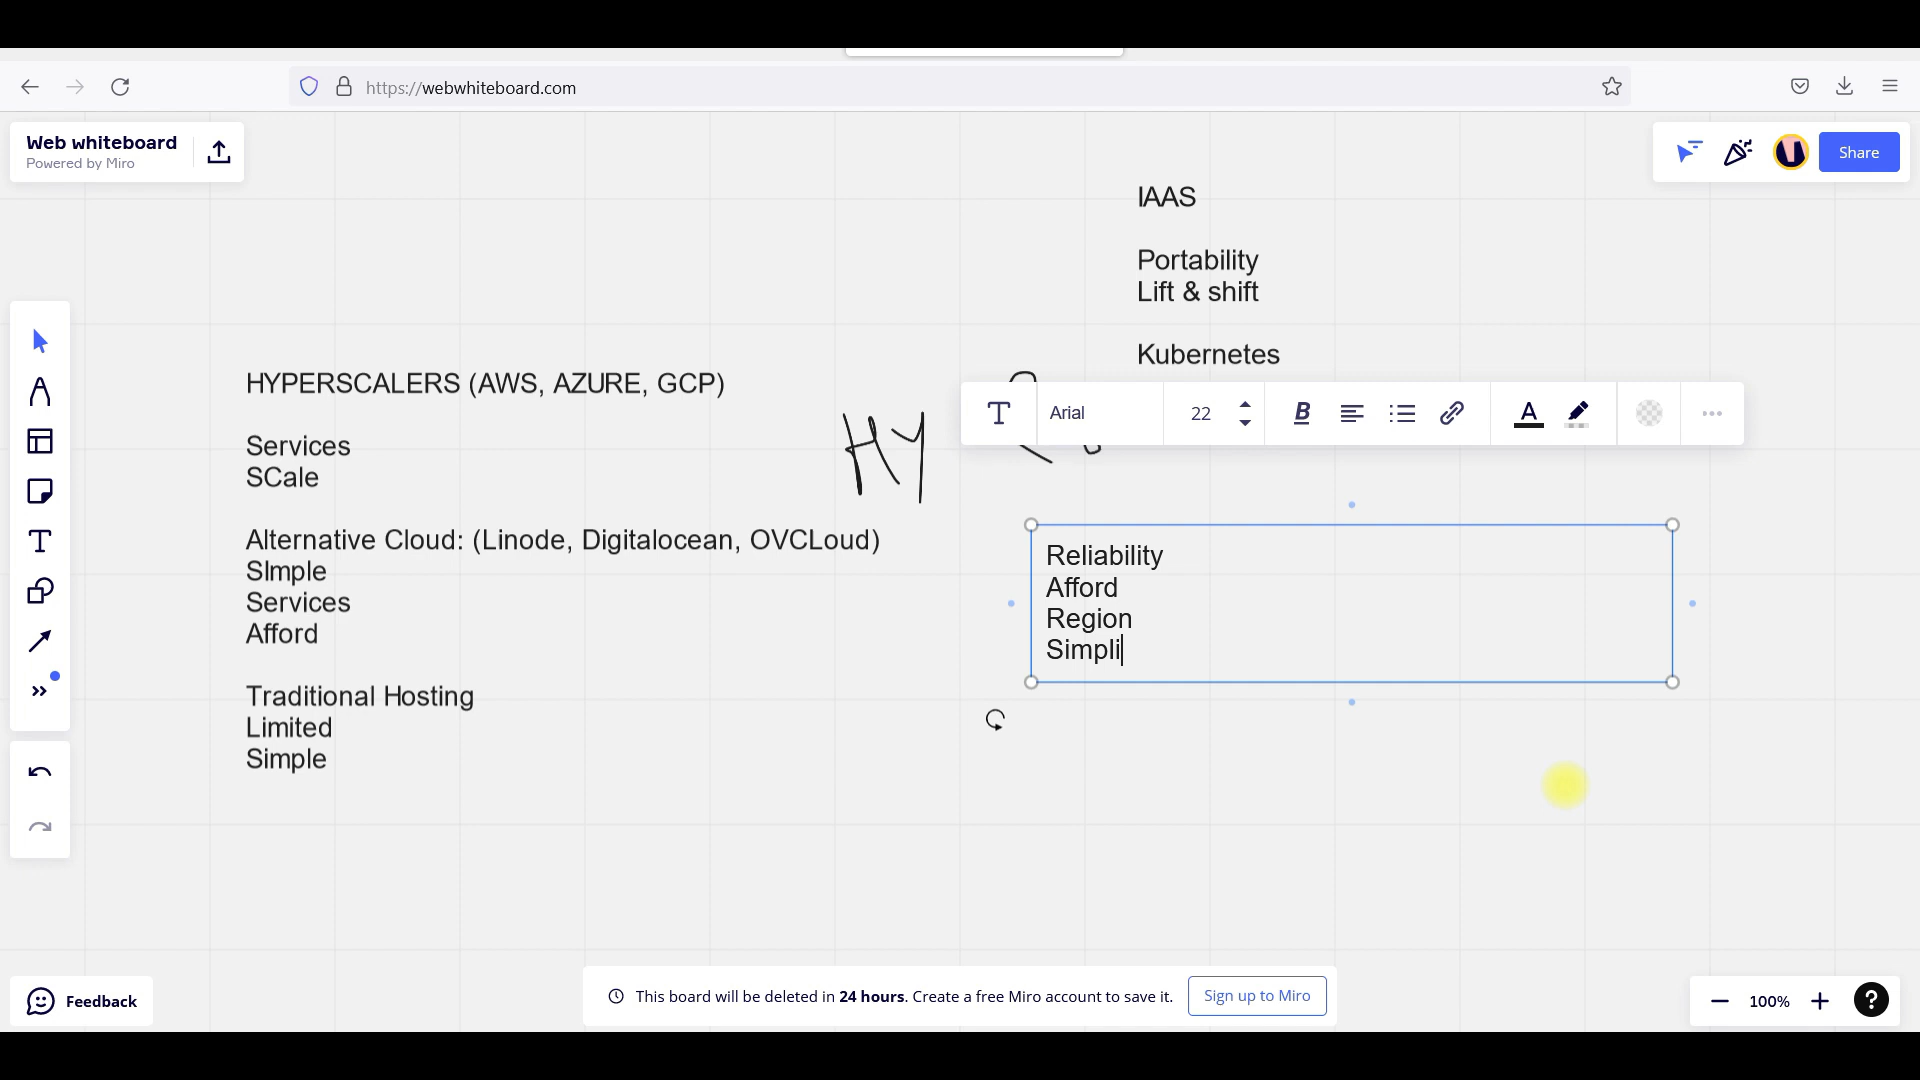 https://webwhiteboard.com
Web whiteboard
Powered by Miro
Share
IAAS
Portability
Lift & shift
Kubernetes
HYPERSCALERS (AWS, AZURE, GCP)
Services
SCale
Alternative Cloud: (Linode, Digitalocean, OVCLoud)
SImple
Services
Afford
Traditional Hosting
Limited
Simple
HY
Arial
22
B
A
Reliability
Afford
Region
Simpli
Feedback
This board will be deleted in 24 hours. Create a free Miro account to save it.
Sign up to Miro
100%